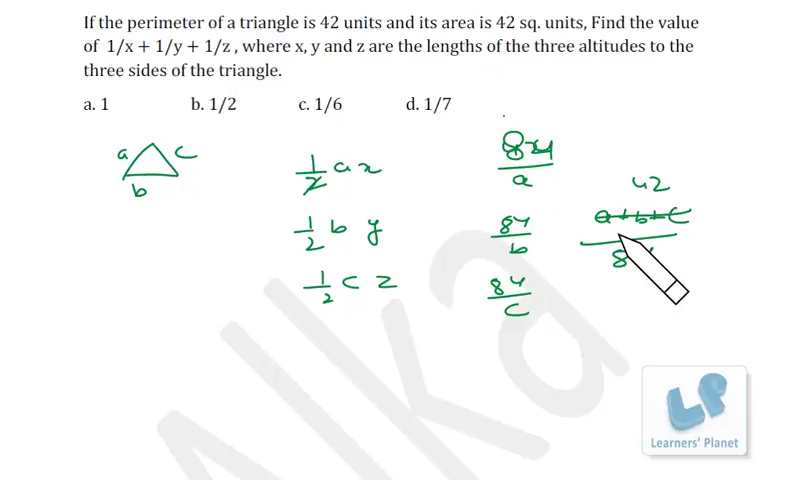 If the perimeter of a triangle is 42 units and its area is 42 sq. units, Find the value
of 1/x + 1/y + 1/z , where x, y and z are the lengths of the three altitudes to the
three sides of the triangle.
a. 1 b. 1/2 c. 1/6 d. 1/7
a c
b
1/2 a x
84/a
1/2 b y
84/b
42
a + b + c
8
1/2 c z
84/c
Alka
LP
Learners' Planet